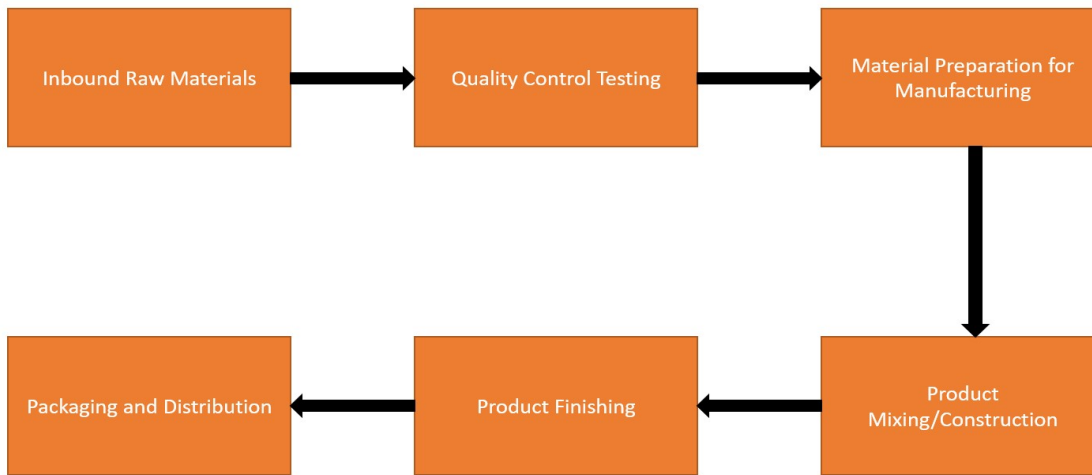 Inbound Raw Materials
Quality Control Testing
Material Preparation for
Manufacturing
Product
Mixing/Construction
Product Finishing
Packaging and Distribution